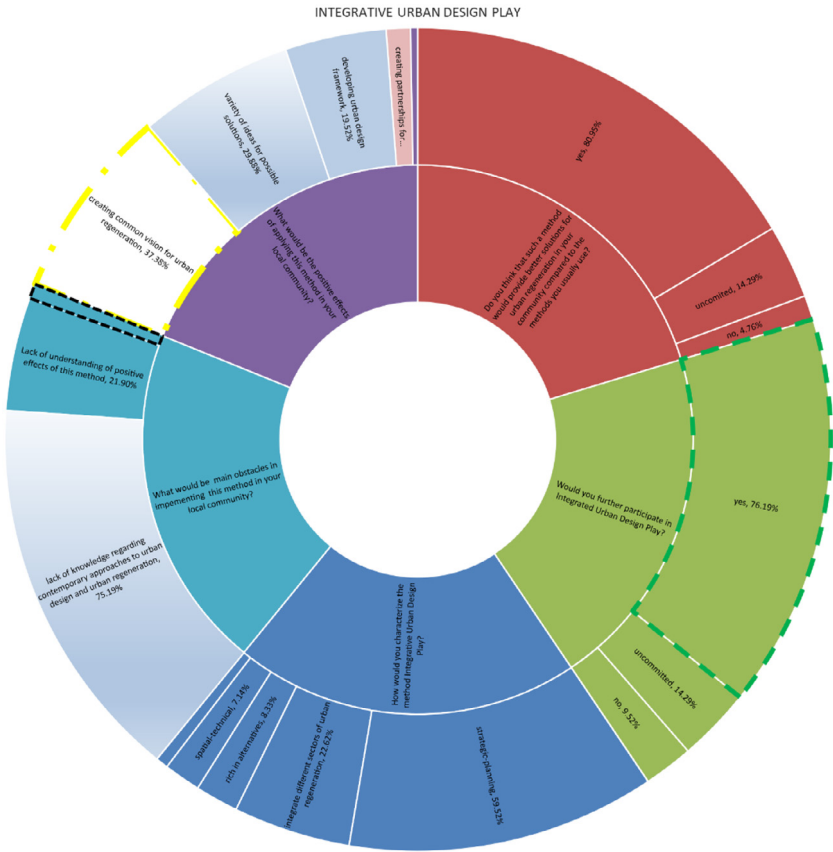 INTEGRATIVE URBAN DESIGN PLAY
yes, 80.95%
uncomited, 14.29%
no, 4.76%
Do you think that such a method
would provide better solutions for
urban regeneration in your
community compared to the
methods you usually use?
yes, 76.19%
uncommitted, 14.29%
no, 9.52%
Would you further participate in
Integrated Urban Design Play?
strategic-planning, 59.52%
integrate different sectors of urban
regeneration, 22.62%
rich in alternatives, 8.33%
spatial-technical, 7.14%
How would you characterize the
method Integrative Urban Design
Play?
lack of knowledge regarding
contemporary approaches to urban
design and urban regeneration,
75.19%
Lack of understanding of positive
effects of this method, 21.90%
What would be main obstacles in
impementing this method in your
local community?
creating common vision for urban
regeneration, 37.38%
variety of ideas for possible
solutions, 29.88%
developing urban design
framework, 19.52%
creating partnerships for...
What would be the positive effects
of applying this method in your
local community?